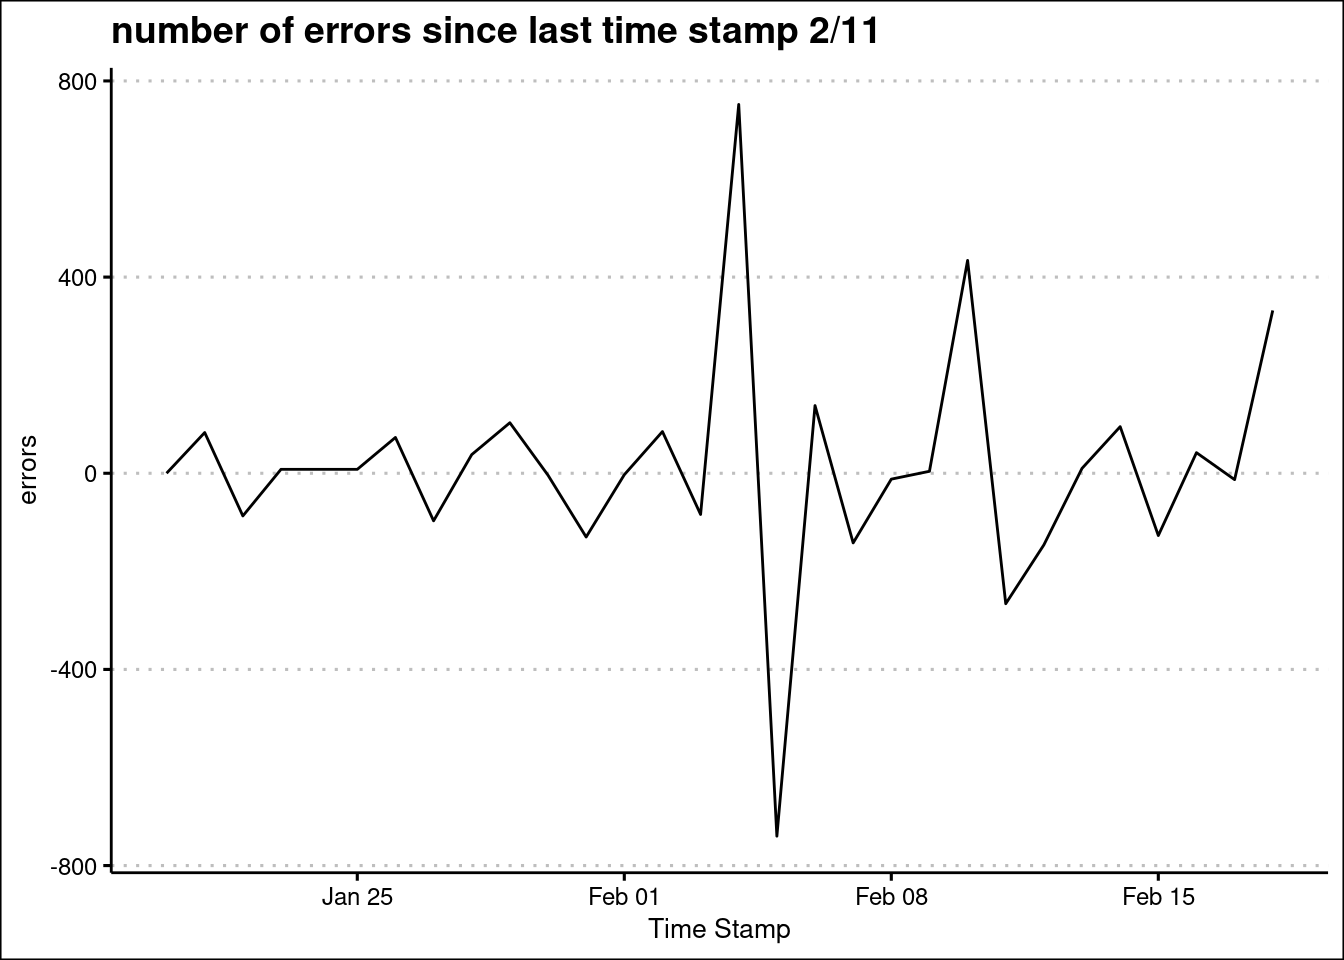 number of errors since last time stamp 2/11
800
400
0
-400
-800
errors
Jan 25 Feb 01 Feb 08 Feb 15
Time Stamp